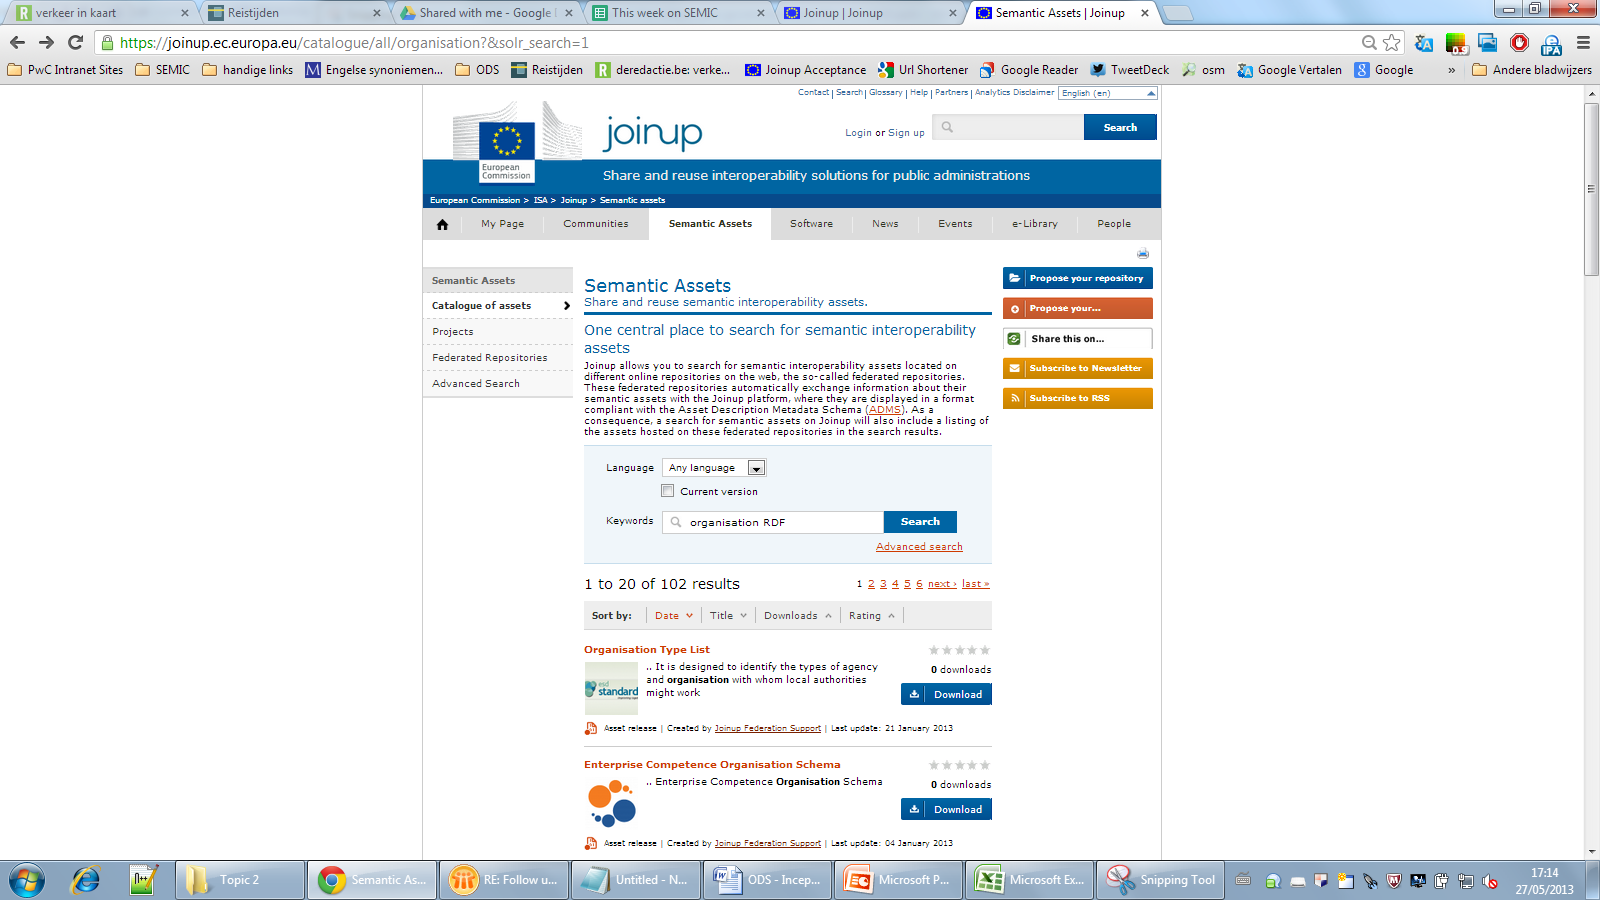 verkeer in kaart
Reistijden
Shared with me - Google
This week on SEMIC
Joinup | Joinup
Semantic Assets | Joinup
https://joinup.ec.europa.eu/catalogue/all/organisation?&solr_search=1
PwC Intranet Sites
SEMIC
handige links
Engelse synoniemen...
ODS
Reistijden
deredactie.be: verke...
Joinup Acceptance
Url Shortener
Google Reader
TweetDeck
osm
Google Vertalen
Google
»
Andere bladwijzers
Contact | Search | Glossary | Help | Partners | Analytics Disclaimer
English (en)
European
Commission
joinup
Login or Sign up
Search
Share and reuse interoperability solutions for public administrations
European Commission > ISA > Joinup > Semantic assets
My Page
Communities
Semantic Assets
Software
News
Events
e-Library
People
Semantic Assets
Catalogue of assets
Projects
Federated Repositories
Advanced Search
Semantic Assets
Share and reuse semantic interoperability assets.
One central place to search for semantic interoperability
assets
Joinup allows you to search for semantic interoperability assets located on
different online repositories on the web, the so-called federated repositories.
These federated repositories automatically exchange information about their
semantic assets with the Joinup platform, where they are displayed in a format
compliant with the Asset Description Metadata Schema (ADMS). As a
consequence, a search for semantic assets on Joinup will also include a listing of
the assets hosted on these federated repositories in the search results.
Language Any language
Current version
Keywords organisation RDF Search
Advanced search
1 to 20 of 102 results
1 2 3 4 5 6 next › last »
Sort by: Date Title Downloads Rating
Organisation Type List
.. It is designed to identify the types of agency
and organisation with whom local authorities
might work
esd
standard
0 downloads
Download
Asset release | Created by Joinup Federation Support | Last update: 21 January 2013
Enterprise Competence Organisation Schema
.. Enterprise Competence Organisation Schema
0 downloads
Download
Asset release | Created by Joinup Federation Support | Last update: 04 January 2013
Propose your repository
Propose your...
Share this on...
Subscribe to Newsletter
Subscribe to RSS
Topic 2
Semantic As...
RE: Follow u...
Untitled - N...
ODS - Incep...
Microsoft P...
Microsoft Ex...
Snipping Tool
17:14
27/05/2013